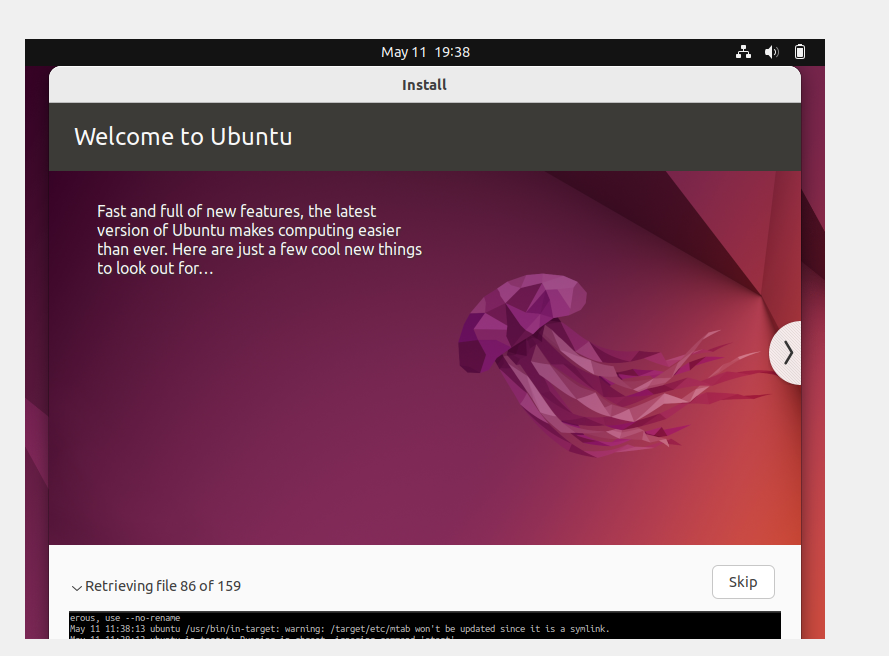 May 11 19:38
Install
Welcome to Ubuntu
Fast and full of new features, the latest
version of Ubuntu makes computing easier
than ever. Here are just a few cool new things
to look out for...
Retrieving file 86 of 159
Skip
erous, use --no-rename
May 11 11:38:13 ubuntu /usr/bin/in-target: warning: /target/etc/mtab won't be updated since it is a symlink.